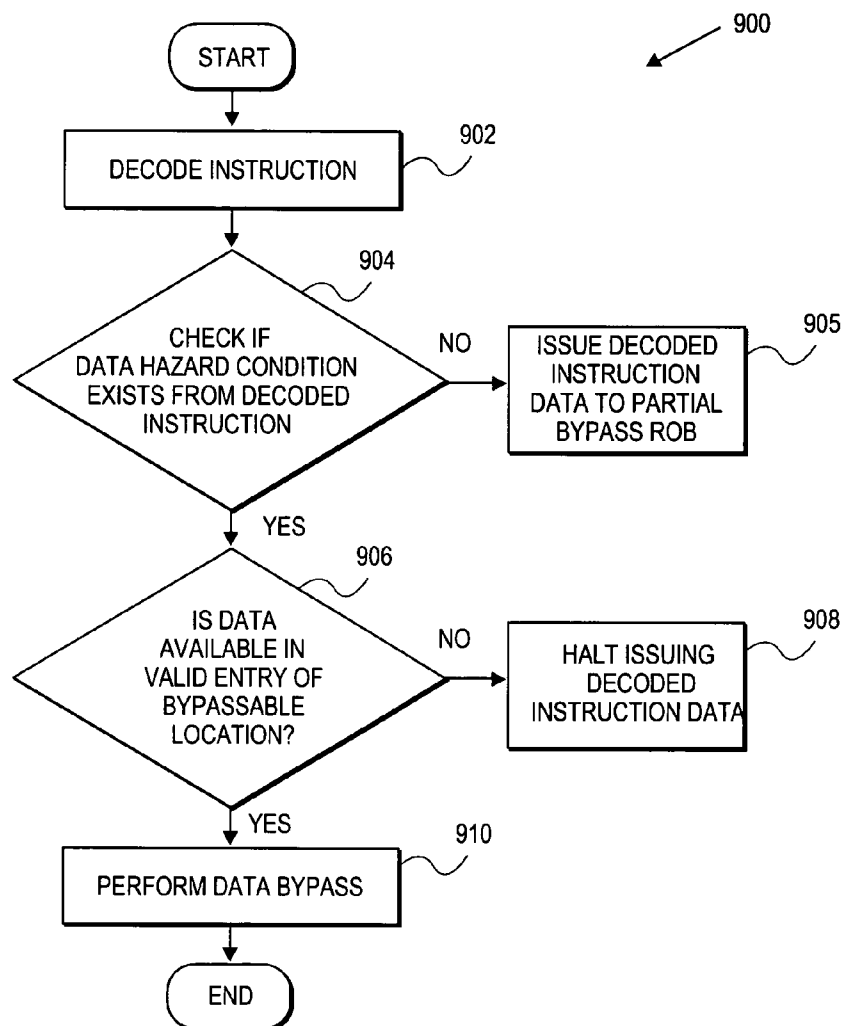 900
START
902
DECODE INSTRUCTION
904
CHECK IF
DATA HAZARD CONDITION
EXISTS FROM DECODED
INSTRUCTION
NO
905
ISSUE DECODED
INSTRUCTION
DATA TO PARTIAL
BYPASS ROB
YES
906
IS DATA
AVAILABLE IN
VALID ENTRY OF
BYPASSABLE
LOCATION?
NO
908
HALT ISSUING
DECODED
INSTRUCTION DATA
YES
910
PERFORM DATA BYPASS
END